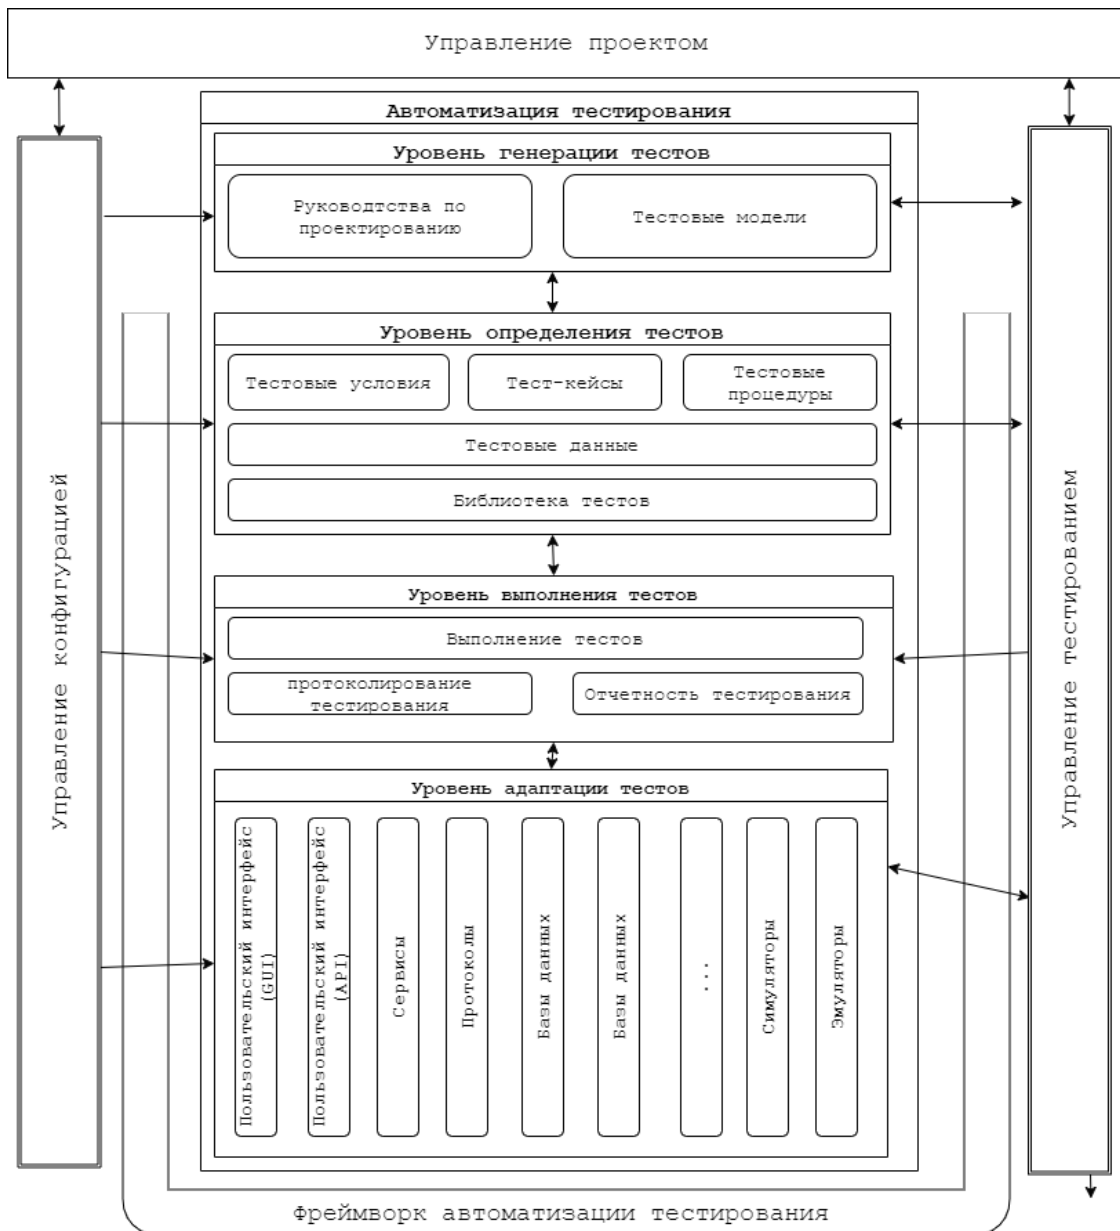 Управление проектом
Автоматизация тестирования
Уровень генерации тестов
Руководтства по
проектированию
Тестовые модели
Уровень определения тестов
Тестовые условия
Тест-кейсы
Тестовые
процедуры
Тестовые данные
Библиотека тестов
Уровень выполнения тестов
Выполнение тестов
протоколирование
тестирования
Отчетность тестирования
Уровень адаптации тестов
Пользовательский интерфейс
(GUI)
Пользовательский интерфейс
(API)
Сервисы
Протоколы
Базы данных
Базы данных
...
Симуляторы
Эмуляторы
Управление конфигурацией
Управление тестированием
Фреймворк автоматизации тестирования